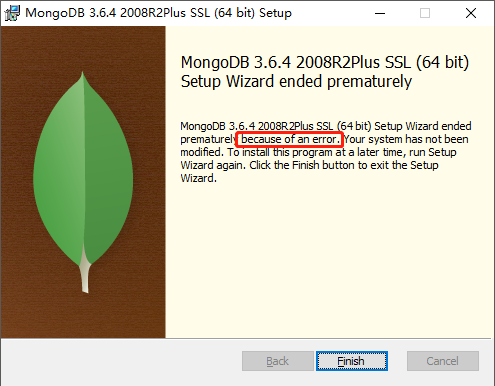 MongoDB 3.6.4 2008R2Plus SSL (64 bit) Setup
MongoDB 3.6.4 2008R2Plus SSL (64 bit)
Setup Wizard ended prematurely
MongoDB 3.6.4 2008R2Plus SSL (64 bit) Setup Wizard ended
prematurely because of an error. Your system has not been
modified. To install this program at a later time, run Setup
Wizard again. Click the Finish button to exit the Setup
Wizard.
Back Finish Cancel